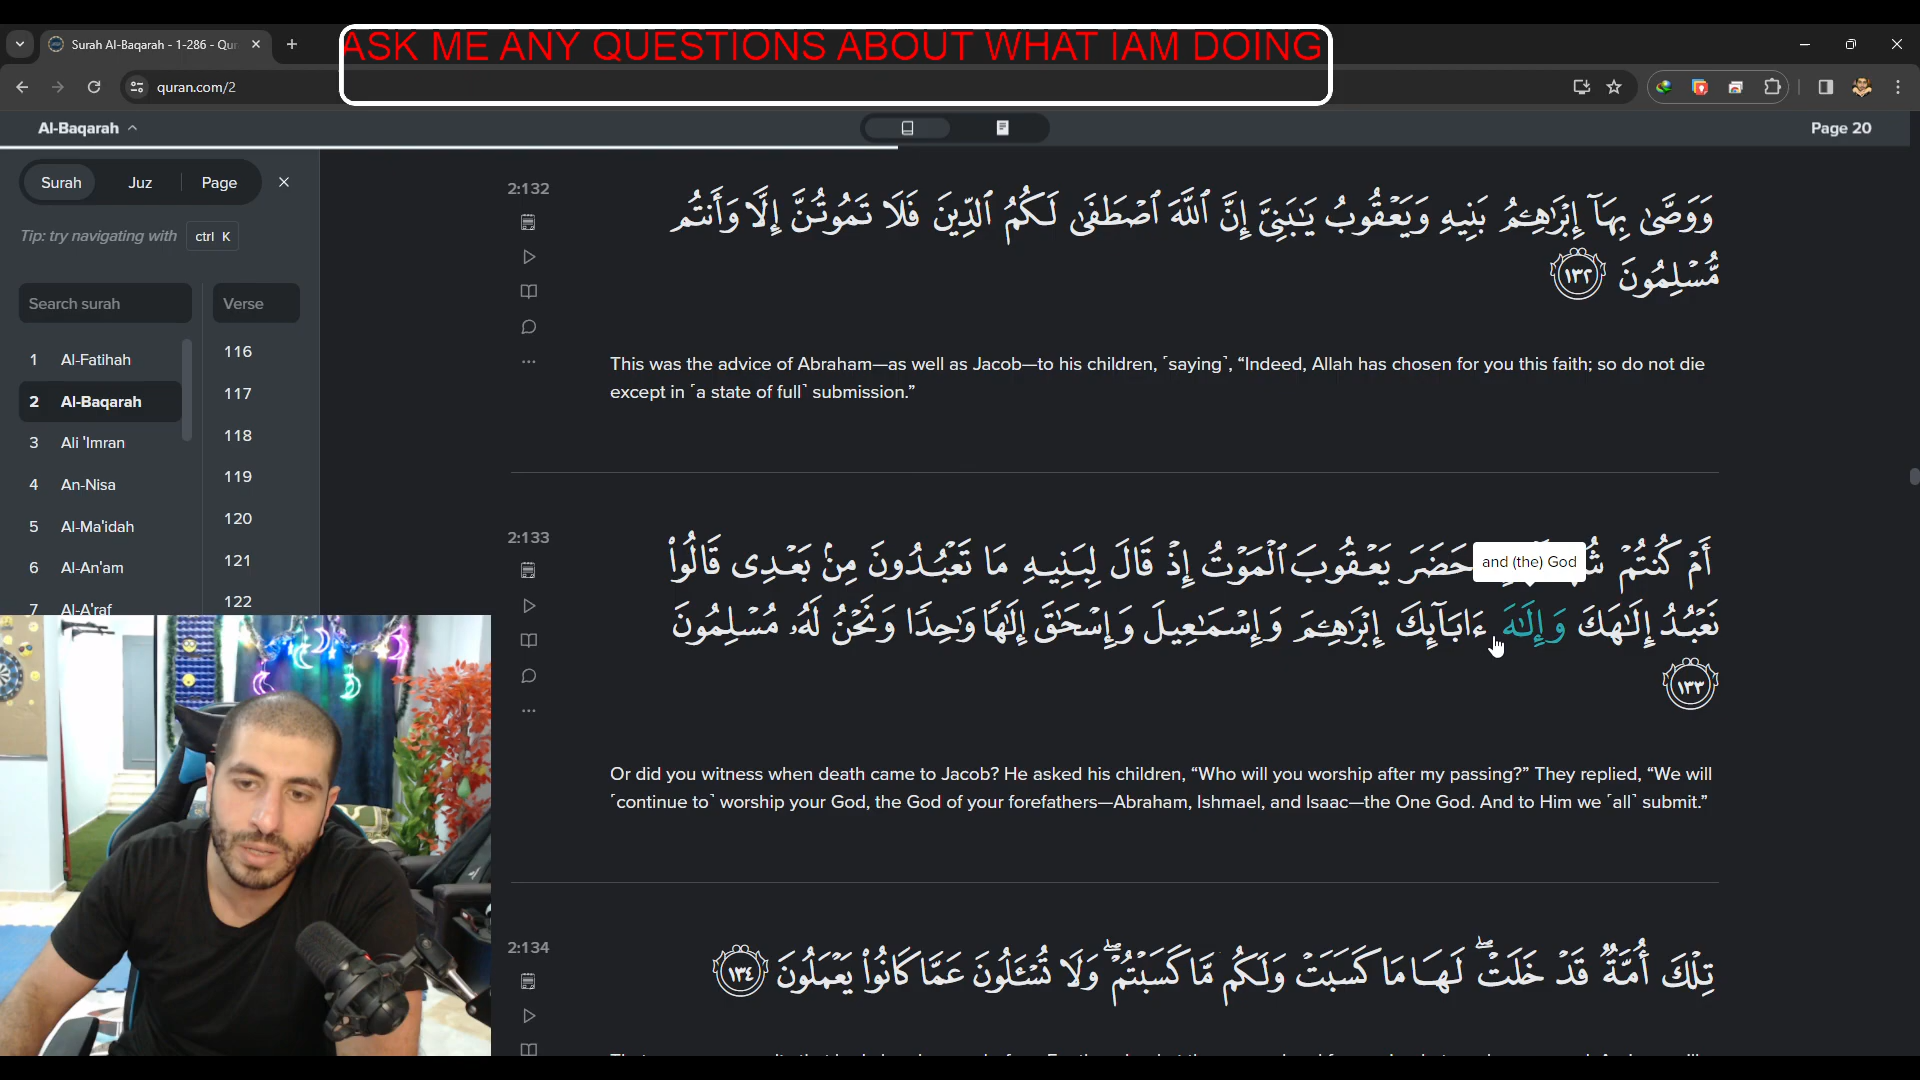 Surah Al-Baqarah - 1-286 - Qur
ASK ME ANY QUESTIONS ABOUT WHAT IAM DOING
quran.com/2
Al-Baqarah
Page 20
Surah
Juz
Page
Tip: try navigating with
ctrl K
Search surah
Verse
1 Al-Fatihah
2 Al-Baqarah
3 Ali 'Imran
4 An-Nisa
5 Al-Ma'idah
6 Al-An'am
7 Al-A'raf
116
117
118
119
120
121
122
2:132
وَوَصَّىٰ بِهَآ إِبْرَٰهِـۧمُ بَنِيهِ وَيَعْقُوبُ يَـٰبَنِىَّ إِنَّ ٱللَّهَ ٱصْطَفَىٰ لَكُمُ ٱلدِّينَ فَلَا تَمُوتُنَّ إِلَّا وَأَنتُم
مُّسْلِمُونَ ١٣٢
This was the advice of Abraham—as well as Jacob—to his children, ˹saying˺, “Indeed, Allah has chosen for you this faith; so do not die
except in ˹a state of full˺ submission.”
2:133
and (the) God
أَمْ كُنتُمْ حَضَرَ يَعْقُوبَ ٱلْمَوْتُ إِذْ قَالَ لِبَنِيهِ مَا تَعْبُدُونَ مِنۢ بَعْدِى قَالُوا۟
نَعْبُدُ إِلَـٰهَكَ وَإِلَـٰهَ ءَابَآئِكَ إِبْرَٰهِـۧمَ وَإِسْمَـٰعِيلَ وَإِسْحَـٰقَ إِلَـٰهًا وَٰحِدًا وَنَحْنُ لَهُۥ مُسْلِمُونَ
١٣٣
Or did you witness when death came to Jacob? He asked his children, “Who will you worship after my passing?” They replied, “We will
˹continue to˺ worship your God, the God of your forefathers—Abraham, Ishmael, and Isaac—the One God. And to Him we ˹all˺ submit.”
2:134
تِلْكَ أُمَّةٌ قَدْ خَلَتْ ۖ لَهَا مَا كَسَبَتْ وَلَكُم مَّا كَسَبْتُمْ ۖ وَلَا تُسْـَٔلُونَ عَمَّا كَانُوا۟ يَعْمَلُونَ ١٣٤